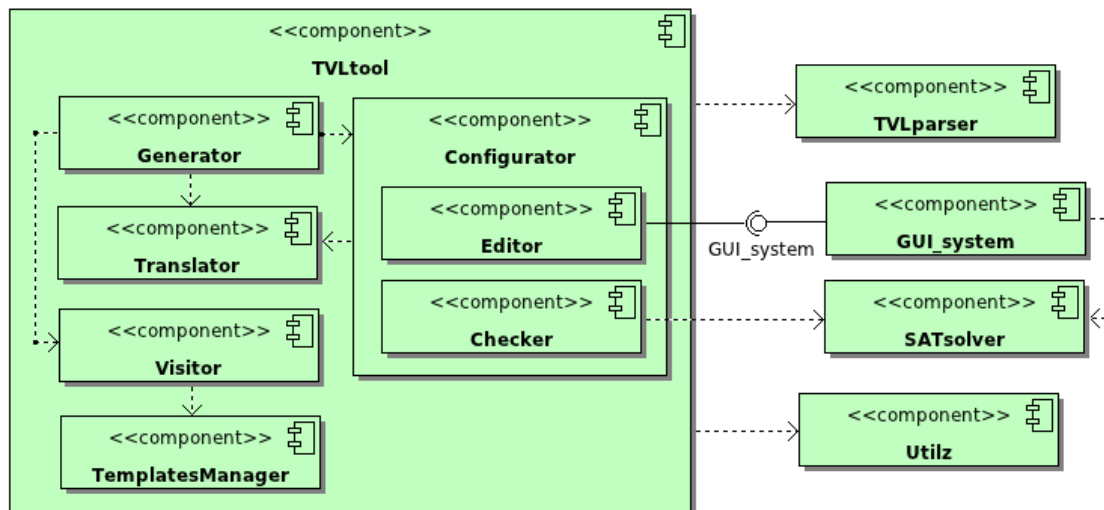 <<component>>
TVLtool
<<component>>
Generator
<<component>>
Configurator
<<component>>
Translator
<<component>>
Editor
<<component>>
Checker
<<component>>
Visitor
<<component>>
TemplatesManager
<<component>>
TVLparser
GUI_system
<<component>>
GUI_system
<<component>>
SATsolver
<<component>>
Utilz